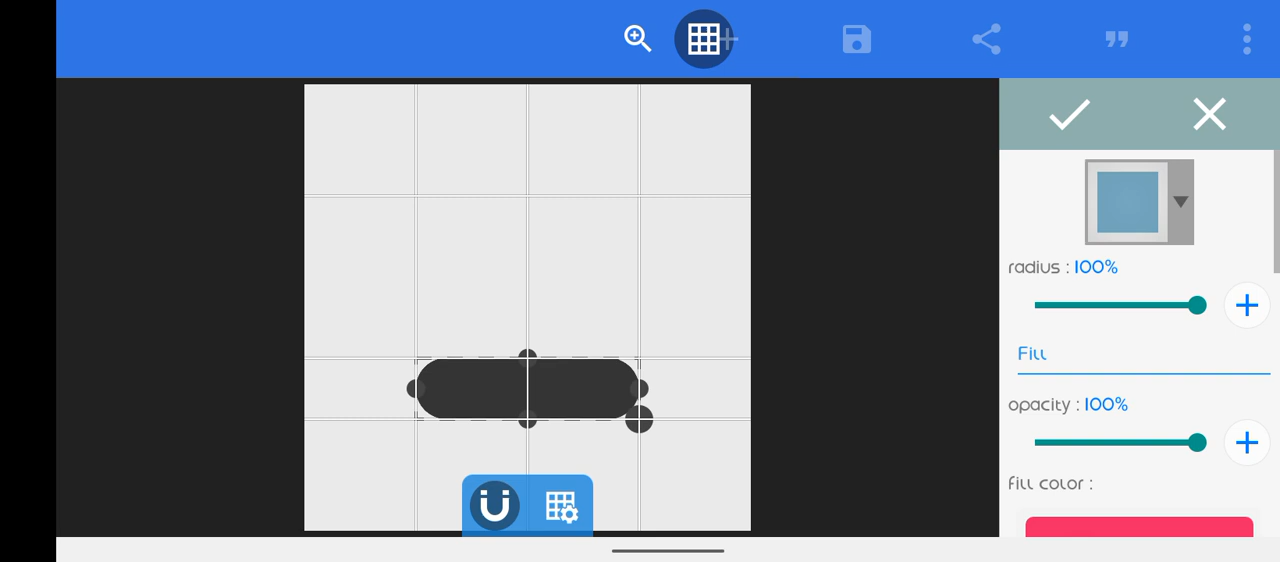 radius : 100%
Fill
opacity : 100%
fill color :